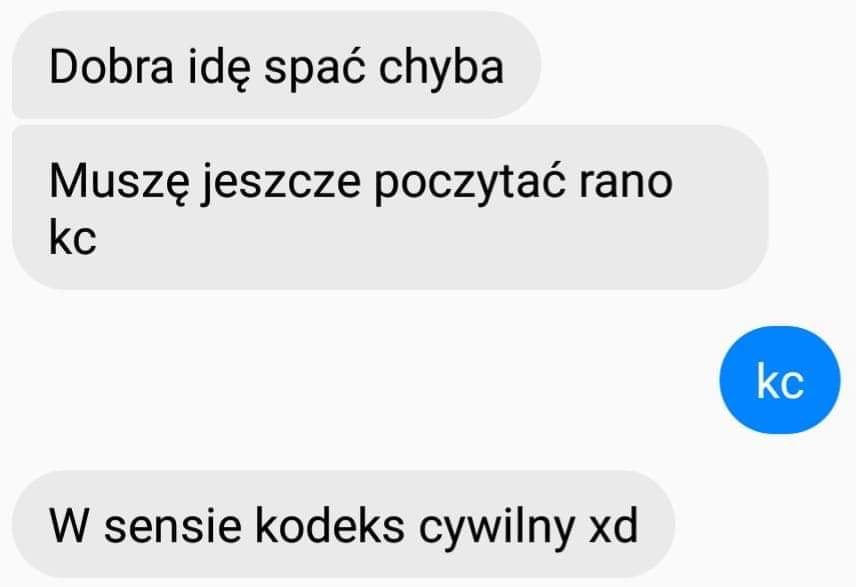 Dobra idę spać chyba
Muszę jeszcze poczytać rano
kc
kc
W sensie kodeks cywilny xd